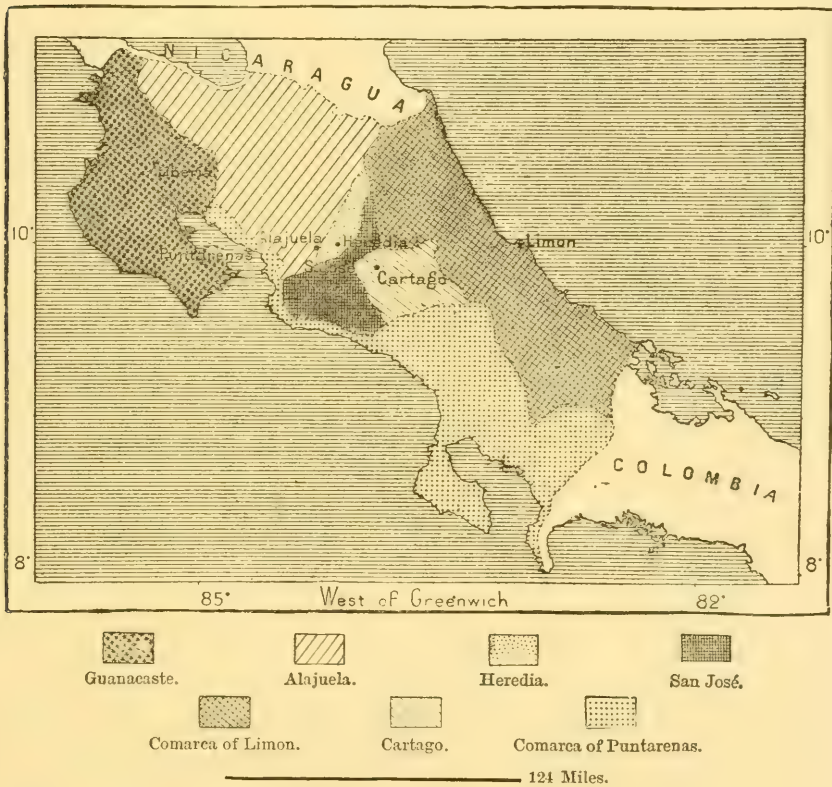 NICARAGUA
Liberia
10°
10°
Alajuela
Heredia
Limon
Puntarenas
S. José
Cartago
COLOMBIA
8°
8°
85°
West of Greenwich
82°
Guanacaste.
Alajuela.
Heredia.
San José.
Comarca of Limon.
Cartago.
Comarca of Puntarenas.
124 Miles.